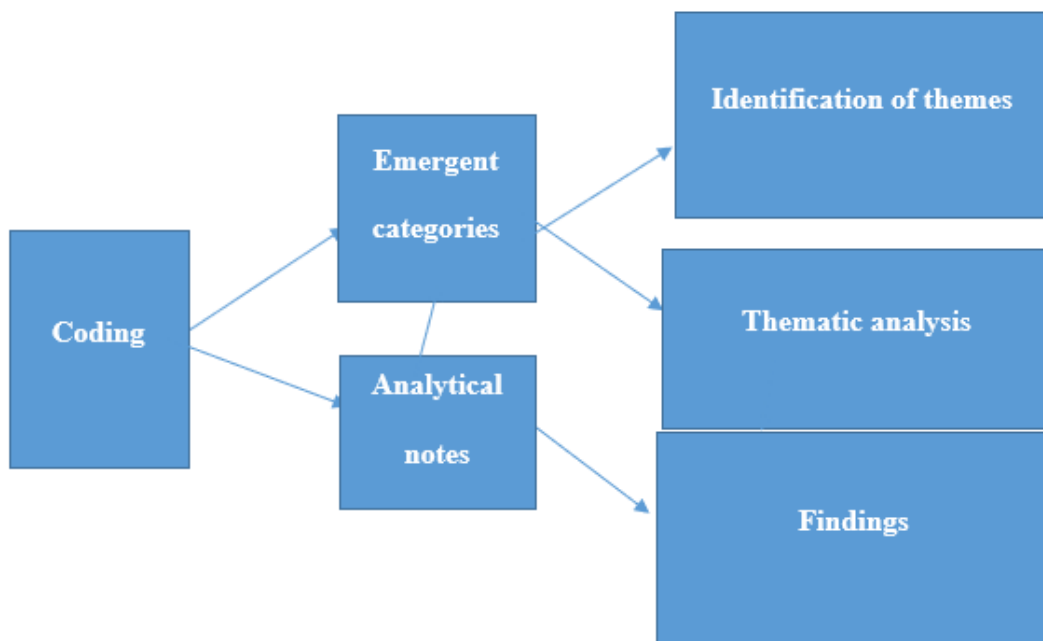 Coding
Emergent
categories
Analytical
notes
Identification of themes
Thematic analysis
Findings